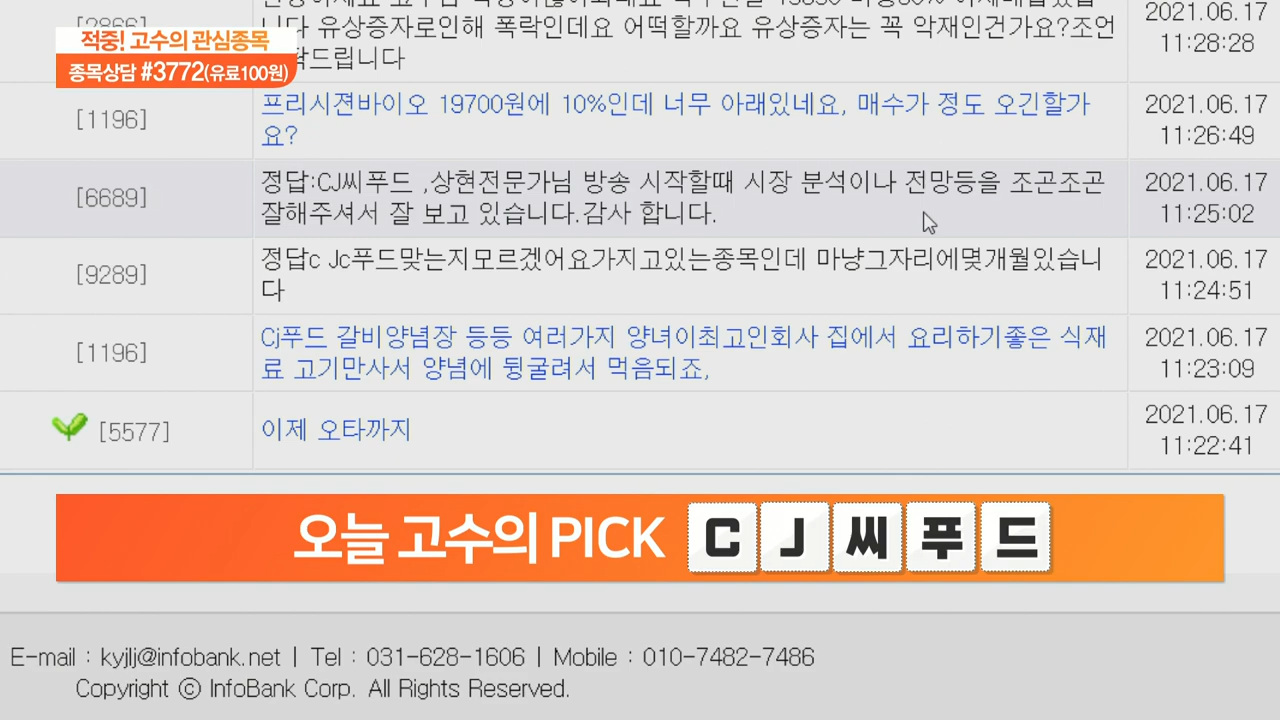 적중! 고수의 관심종목
종목상담 #3772(유료100원)
니다 유상증자로인해 폭락인데요 어떡할까요 유상증자는 꼭 악재인건가요?조언
탁드립니다
2021.06.17
11:28:28
[1196]
프리시젼바이오 19700원에 10%인데 너무 아래있네요, 매수가 정도 오긴할가
요?
2021.06.17
11:26:49
[6689]
정답:CJ씨푸드 ,상현전문가님 방송 시작할때 시장 분석이나 전망등을 조곤조곤
잘해주셔서 잘 보고 있습니다.감사 합니다.
2021.06.17
11:25:02
[9289]
정답c Jc푸드맞는지모르겠어요가지고있는종목인데 마냥그자리에몇개월있습니
다
2021.06.17
11:24:51
[1196]
Cj푸드 갈비양념장 등등 여러가지 양녀이최고인회사 집에서 요리하기좋은 식재
료 고기만사서 양념에 뒹굴려서 먹음되죠,
2021.06.17
11:23:09
[5577]
이제 오타까지
2021.06.17
11:22:41
오늘 고수의 PICK CJ씨푸드
E-mail : kyjlj@infobank.net | Tel : 031-628-1606 | Mobile : 010-7482-7486
Copyright ⓒ InfoBank Corp. All Rights Reserved.